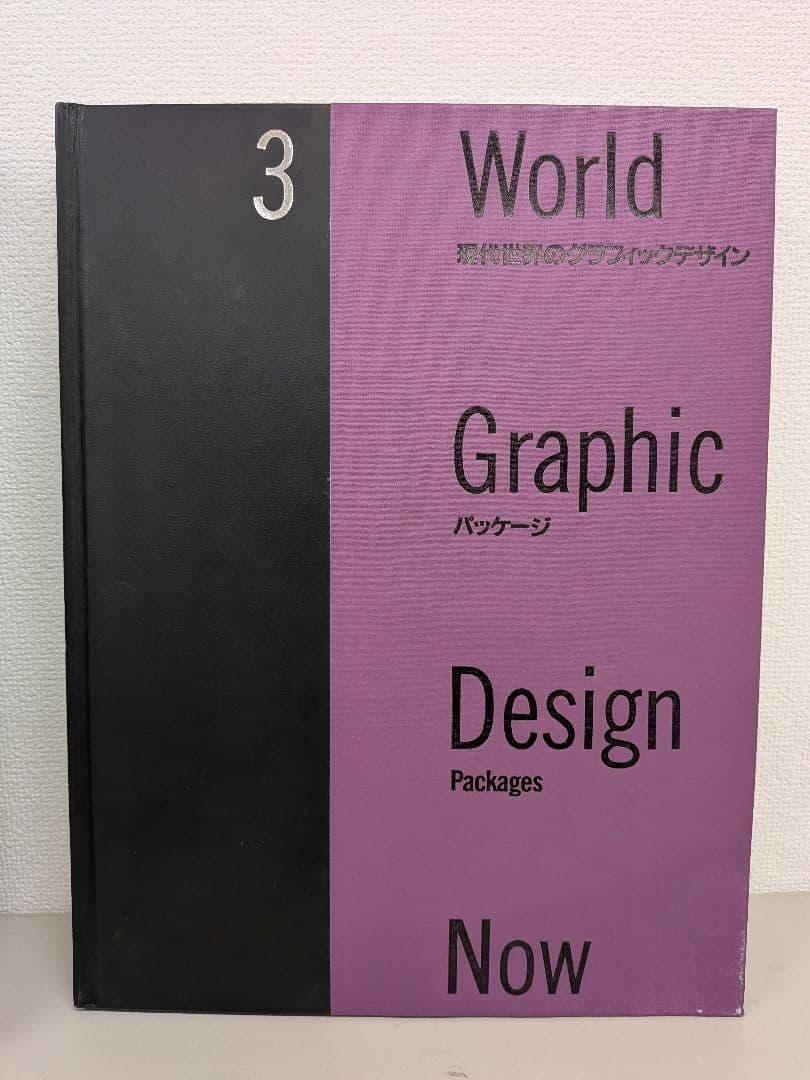 3
World
現代世界のグラフィックデザイン
Graphic
パッケージ
Design
Packages
Now